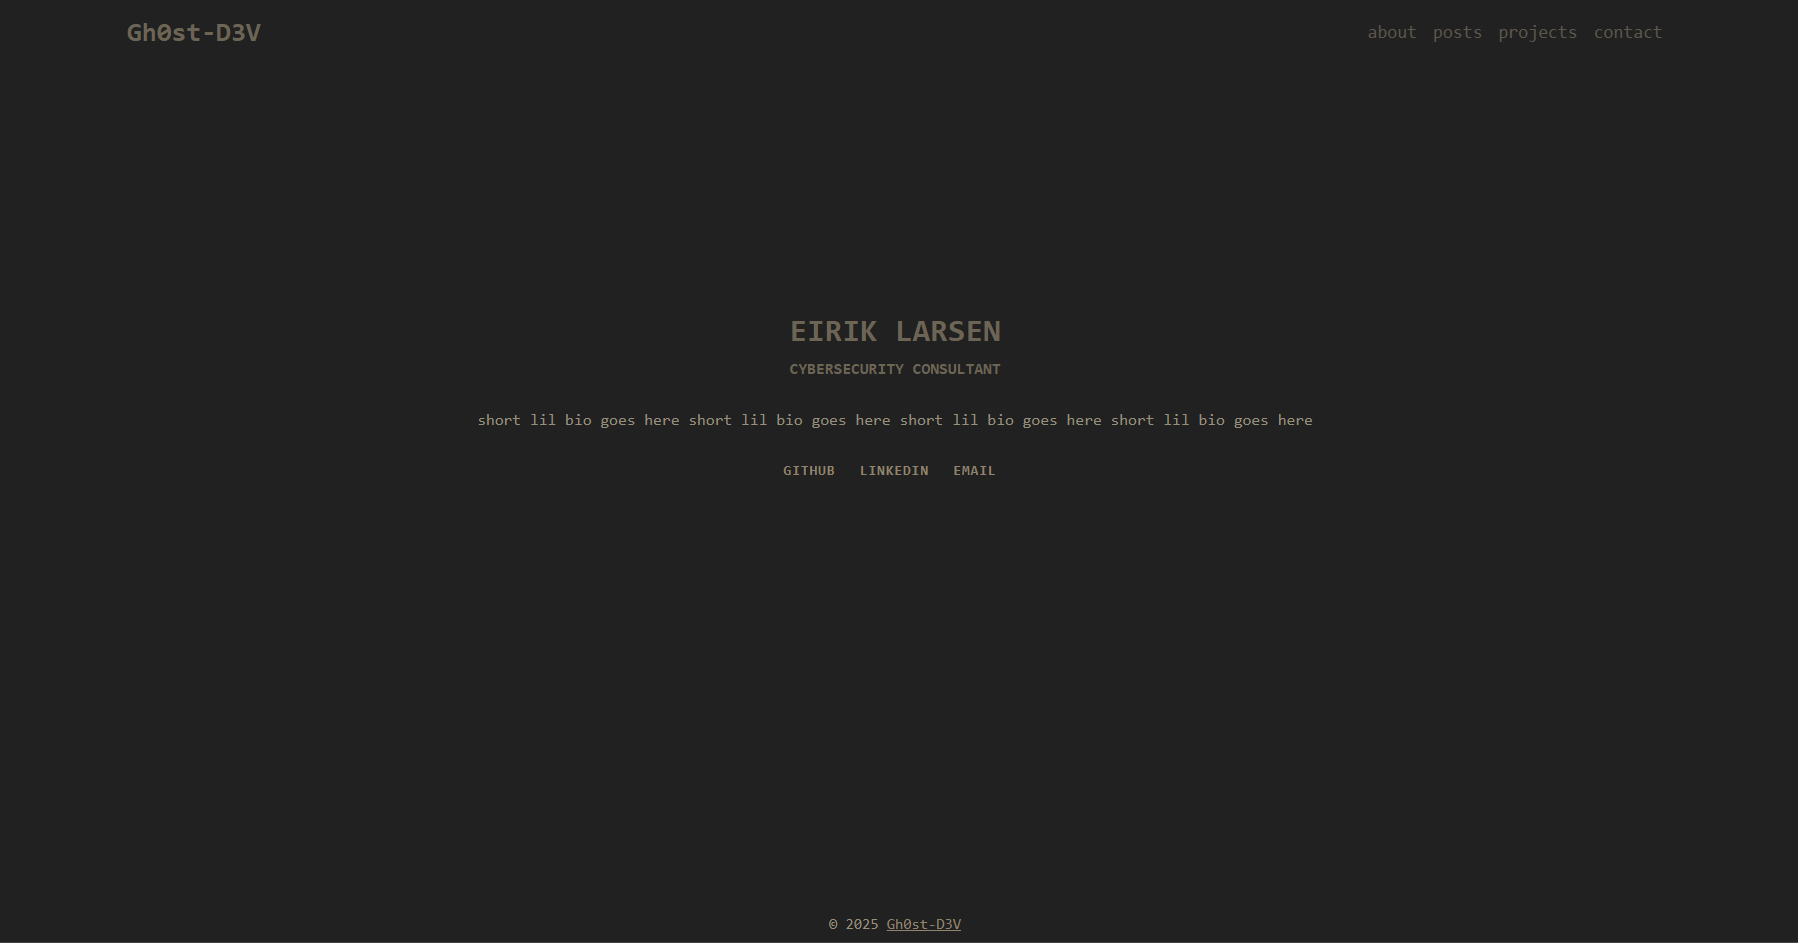 Gh0st-D3V
about posts projects contact
EIRIK LARSEN
CYBERSECURITY CONSULTANT
short lil bio goes here short lil bio goes here short lil bio goes here short lil bio goes here
GITHUB LINKEDIN EMAIL
© 2025 Gh0st-D3V